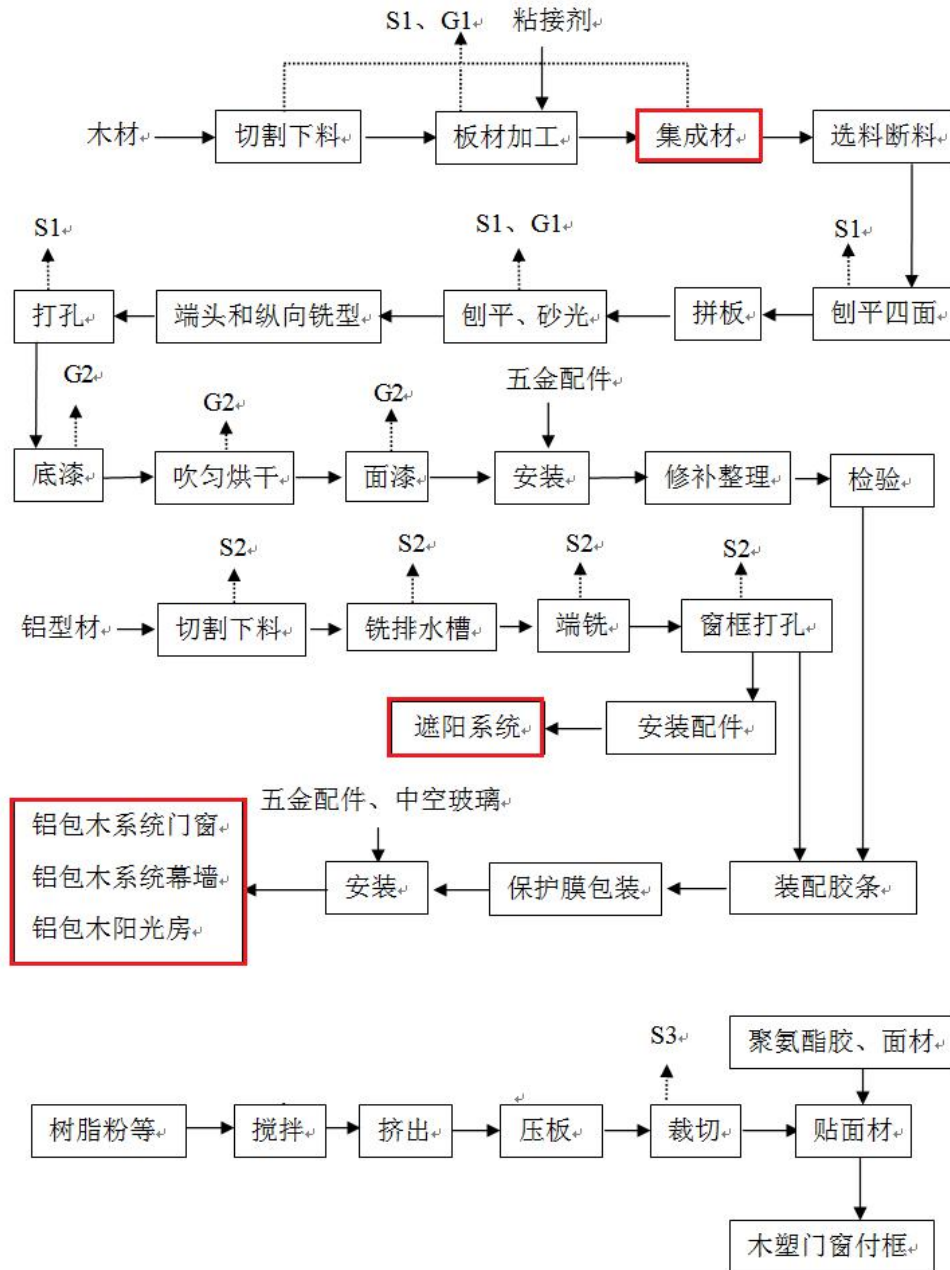 S1、G1 粘接剂
木材 切割下料 板材加工 集成材 选料断料
S1 S1、G1 S1
打孔 端头和纵向铣型 刨平、砂光 拼板 刨平四面
G2 G2 G2 五金配件
底漆 吹匀烘干 面漆 安装 修补整理 检验
S2 S2 S2 S2
铝型材 切割下料 铣排水槽 端铣 窗框打孔
遮阳系统 安装配件
五金配件、中空玻璃
铝包木系统门窗
铝包木系统幕墙
铝包木阳光房
安装 保护膜包装 装配胶条
S3 聚氨酯胶、面材
树脂粉等 搅拌 挤出 压板 裁切 贴面材
木塑门窗付框